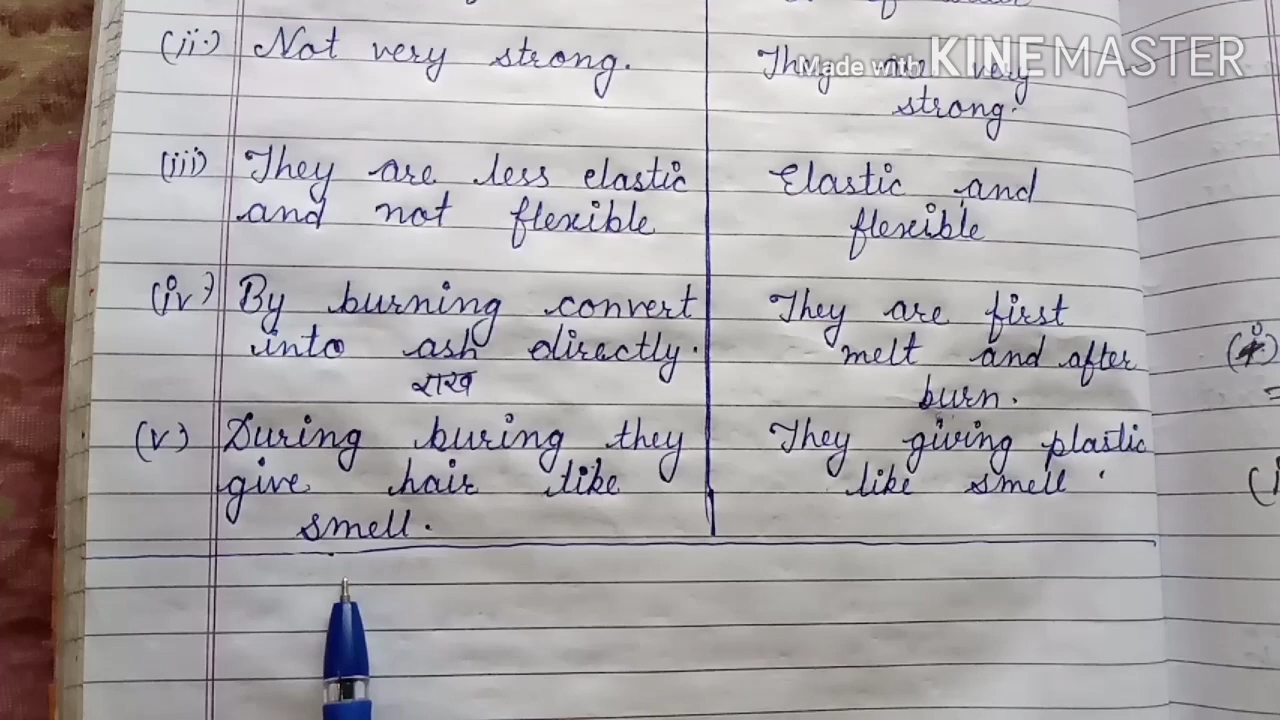 (ii.) Not very strong.
They are very
strong.
Made with KINEMASTER
(iii) They are less elastic
and not flexible
Elastic and
flexible
(iv) By burning convert
into ash directly.
राख
They are first
melt and after
burn.
(v) During buring they
give hair like
smell.
They giving plastic
like smell.